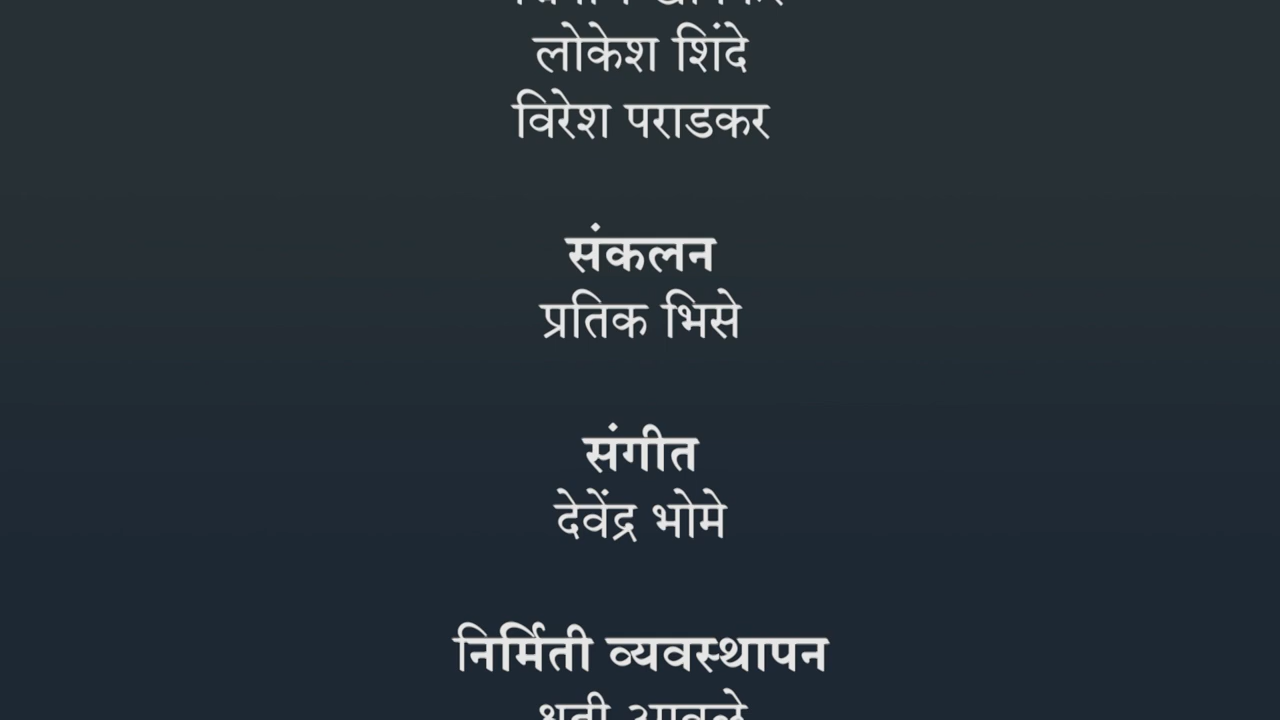 लोकेश शिंदे
विरेश पराडकर
संकलन
प्रतिक भिसे
संगीत
देवेंद्र भोमे
निर्मिती व्यवस्थापन